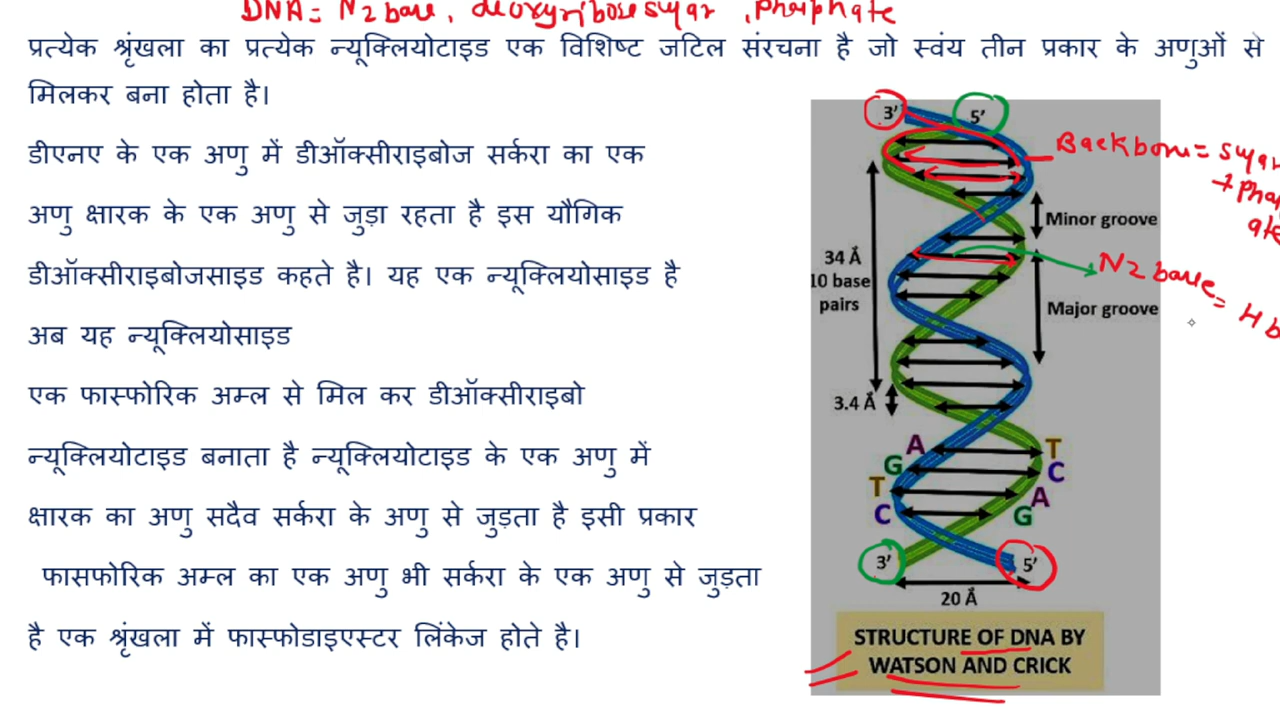 DNA = N2 base, deoxyribose sugar, phosphate
प्रत्येक श्रृंखला का प्रत्येक न्यूक्लियोटाइड एक विशिष्ट जटिल संरचना है जो स्वंय तीन प्रकार के अणुओं से
मिलकर बना होता है।
डीएनए के एक अणु में डीऑक्सीराइबोज सर्करा का एक
अणु क्षारक के एक अणु से जुड़ा रहता है इस यौगिक
डीऑक्सीराइबोजसाइड कहते है। यह एक न्यूक्लियोसाइड है
अब यह न्यूक्लियोसाइड
एक फास्फोरिक अम्ल से मिल कर डीऑक्सीराइबो
न्यूक्लियोटाइड बनाता है न्यूक्लियोटाइड के एक अणु में
क्षारक का अणु सदैव सर्करा के अणु से जुड़ता है इसी प्रकार
फासफोरिक अम्ल का एक अणु भी सर्करा के एक अणु से जुड़ता
है एक श्रृंखला में फास्फोडाइएस्टर लिंकेज होते है।
3' 5'
Backbone = sugar
+ Pha
ate
Minor groove
34 Å
10 base
pairs
N2 base = H b
Major groove
3.4 Å
A T
G C
T A
C G
3' 5'
20 Å
STRUCTURE OF DNA BY
WATSON AND CRICK